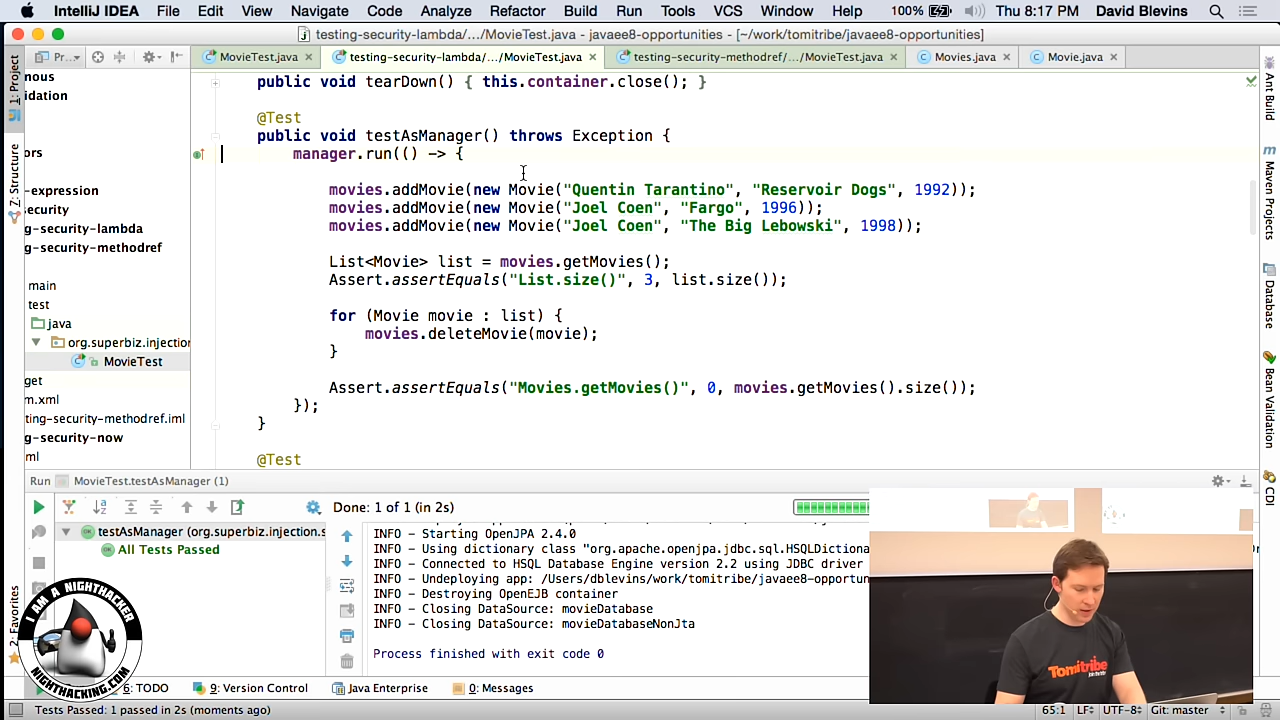 IntelliJ IDEA File Edit View Navigate Code Analyze Refactor Build Run Tools VCS Window Help 100% Thu 8:17 PM David Blevins
testing-security-lambda/.../MovieTest.java - javaee8-opportunities - [~/work/tomitribe/javaee8-opportunities]
Pr... MovieTest.java testing-security-lambda/.../MovieTest.java testing-security-methodref/.../MovieTest.java Movies.java Movie.java
1: Project
7: Structure
2: Favorites
nous
idation
ors
-expression
ecurity
g-security-lambda
g-security-methodref
main
test
java
org.superbiz.injection
MovieTest
get
m.xml
ting-security-methodref.iml
g-security-now
ml
public void tearDown() { this.container.close(); }
@Test
public void testAsManager() throws Exception {
manager.run(() -> {
movies.addMovie(new Movie("Quentin Tarantino", "Reservoir Dogs", 1992));
movies.addMovie(new Movie("Joel Coen", "Fargo", 1996));
movies.addMovie(new Movie("Joel Coen", "The Big Lebowski", 1998));
List<Movie> list = movies.getMovies();
Assert.assertEquals("List.size()", 3, list.size());
for (Movie movie : list) {
movies.deleteMovie(movie);
}
Assert.assertEquals("Movies.getMovies()", 0, movies.getMovies().size());
});
}
@Test
Ant Build
Maven Projects
Database
Bean Validation
CDI
Run MovieTest.testAsManager (1)
Done: 1 of 1 (in 2s)
testAsManager (org.superbiz.injection.s
All Tests Passed
INFO - Starting OpenJPA 2.4.0
INFO - Using dictionary class "org.apache.openjpa.jdbc.sql.HSQLDictiona
INFO - Connected to HSQL Database Engine version 2.2 using JDBC driver
INFO - Undeploying app: /Users/dblevins/work/tomitribe/javaee8-opportun
INFO - Destroying OpenEJB container
INFO - Closing DataSource: movieDatabase
INFO - Closing DataSource: movieDatabaseNonJta
Process finished with exit code 0
I AM A NIGHTHACKER
NIGHTHACKING.COM
Tomitribe
6: TODO 9: Version Control Java Enterprise 0: Messages
Tests Passed: 1 passed in 2s (moments ago) 65:1 LF UTF-8 Git: master